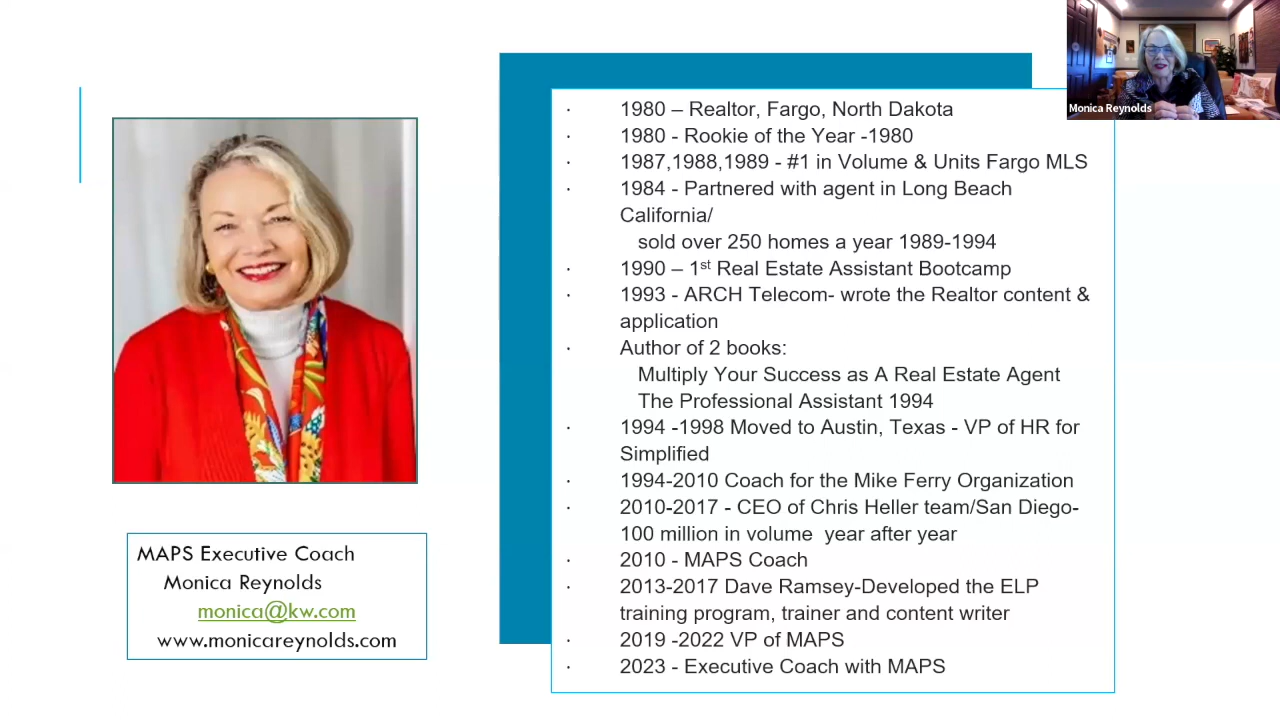 Monica Reynolds
· 1980 – Realtor, Fargo, North Dakota
· 1980 - Rookie of the Year -1980
· 1987,1988,1989 - #1 in Volume & Units Fargo MLS
· 1984 - Partnered with agent in Long Beach
California/
sold over 250 homes a year 1989-1994
· 1990 – 1st Real Estate Assistant Bootcamp
· 1993 - ARCH Telecom- wrote the Realtor content &
application
· Author of 2 books:
Multiply Your Success as A Real Estate Agent
The Professional Assistant 1994
· 1994 -1998 Moved to Austin, Texas - VP of HR for
Simplified
· 1994-2010 Coach for the Mike Ferry Organization
· 2010-2017 - CEO of Chris Heller team/San Diego-
100 million in volume  year after year
· 2010 - MAPS Coach
· 2013-2017 Dave Ramsey-Developed the ELP
training program, trainer and content writer
· 2019 -2022 VP of MAPS
· 2023 - Executive Coach with MAPS
MAPS Executive Coach
Monica Reynolds
monica@kw.com
www.monicareynolds.com